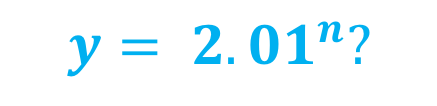 y = 2.01ⁿ?